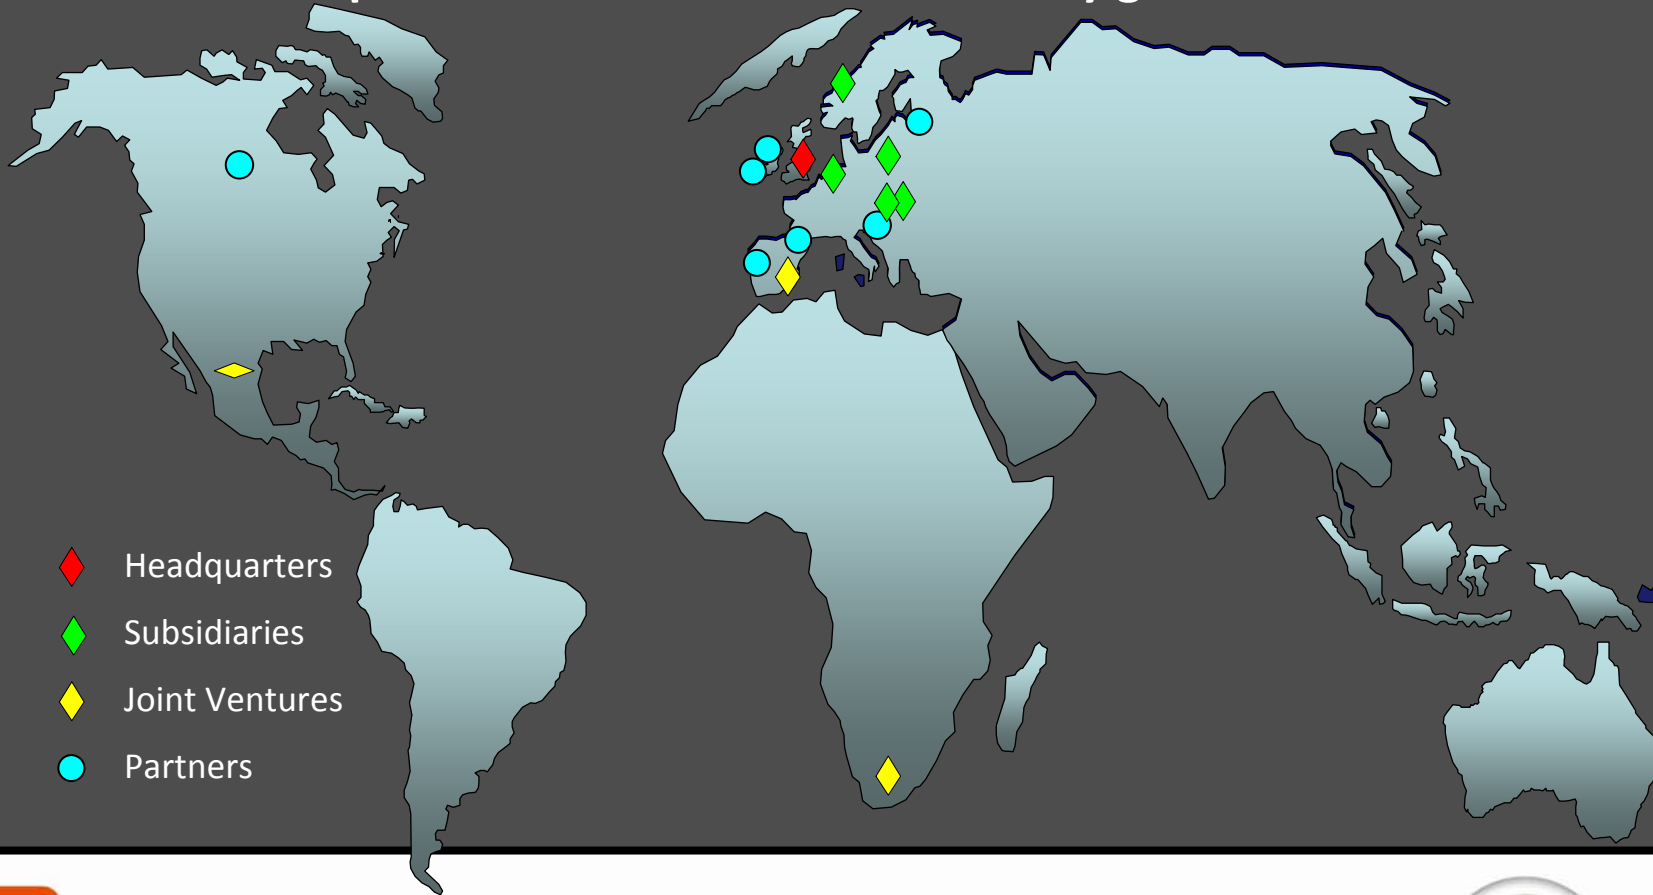 Headquarters
Subsidiaries
Joint Ventures
Partners